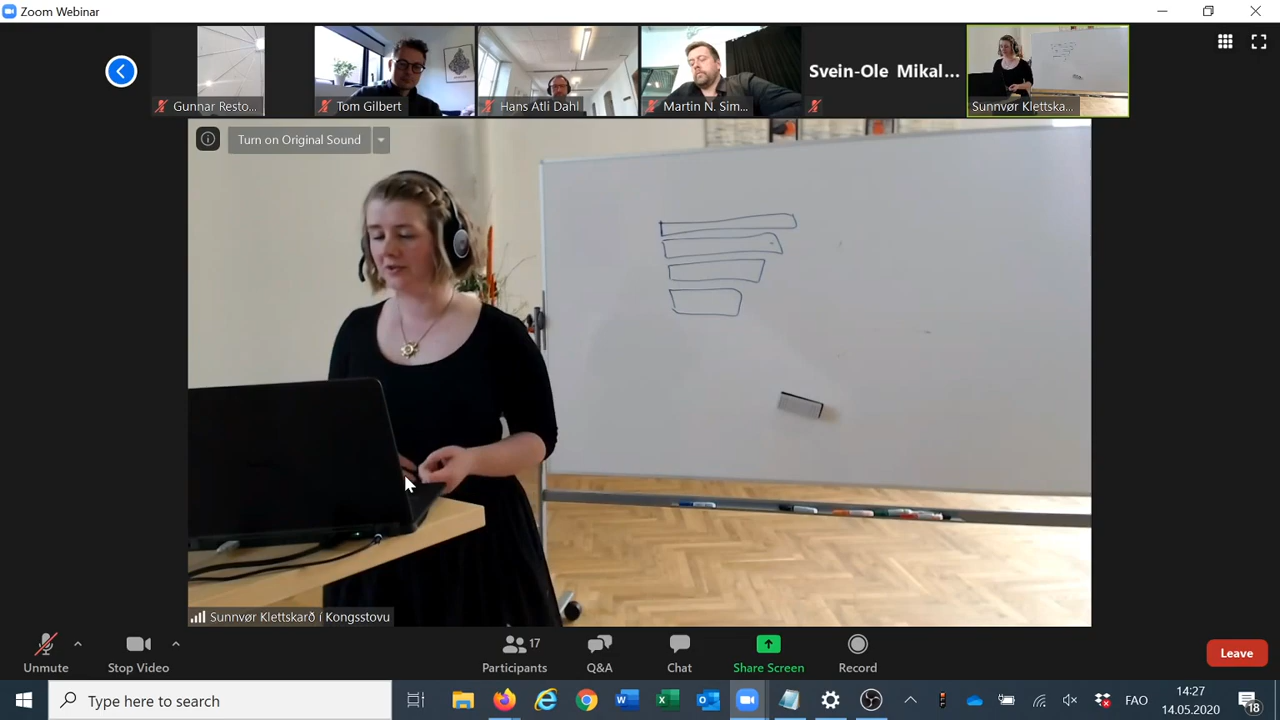 Zoom Webinar
Gunnar Resto...
Tom Gilbert
Hans Atli Dahl
Martin N. Sim...
Svein-Ole Mikal...
Sunnvør Klettska...
Turn on Original Sound
Sunnvør Klettskarð í Kongsstovu
Unmute
Stop Video
17
Participants
Q&A
Chat
Share Screen
Record
Leave
Type here to search
FAO
14:27
14.05.2020
18